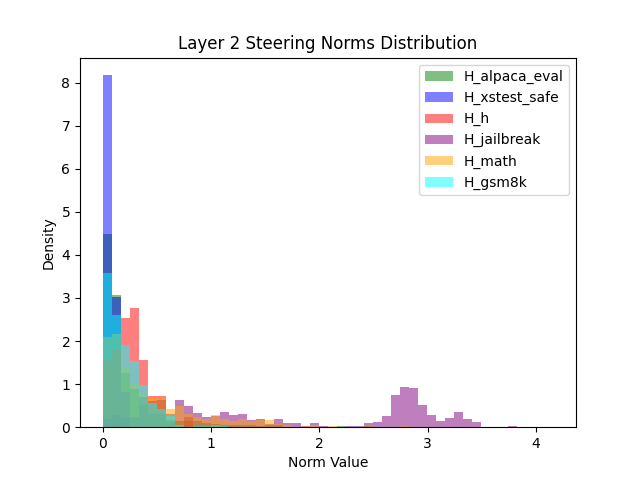 Layer 2 Steering Norms Distribution
H_alpaca_eval
H_xstest_safe
H_h
H_jailbreak
H_math
H_gsm8k
8
7
6
5
4
3
2
1
0
Density
0
1
2
3
4
Norm Value